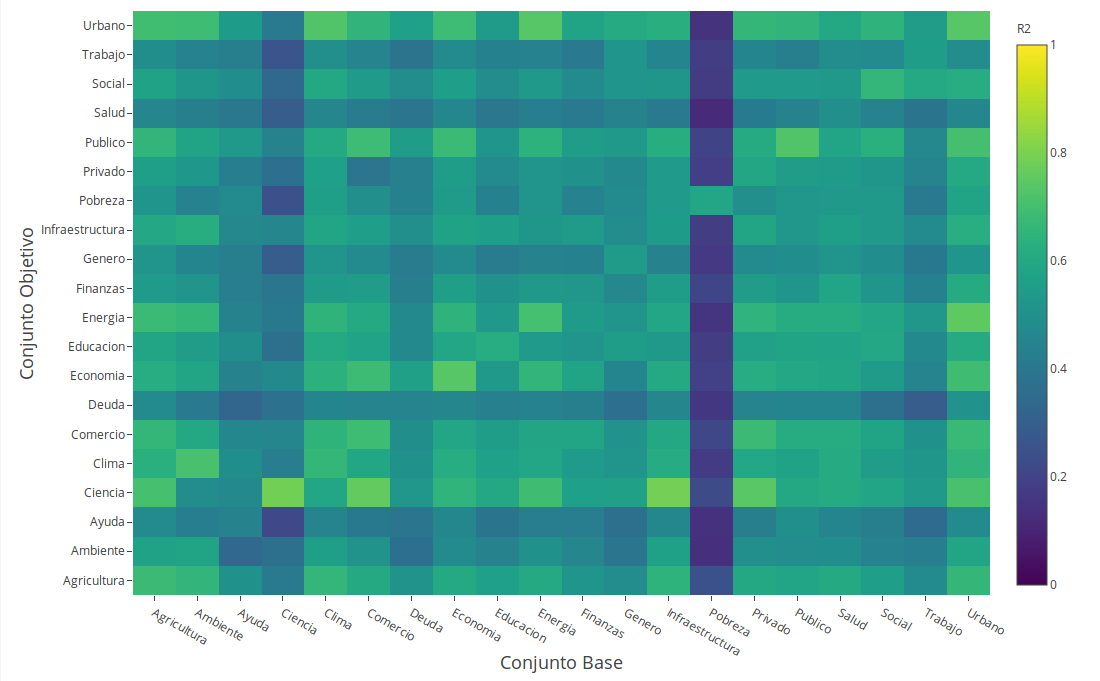 R2
1
0.8
0.6
0.4
0.2
0
Conjunto Objetivo
Urbano
Trabajo
Social
Salud
Publico
Privado
Pobreza
Infraestructura
Genero
Finanzas
Energia
Educacion
Economia
Deuda
Comercio
Clima
Ciencia
Ayuda
Ambiente
Agricultura
Agricultura
Ambiente
Ayuda
Ciencia
Clima
Comercio
Deuda
Economia
Educacion
Energia
Finanzas
Genero
Infraestructura
Pobreza
Privado
Publico
Salud
Social
Trabajo
Urbano
Conjunto Base